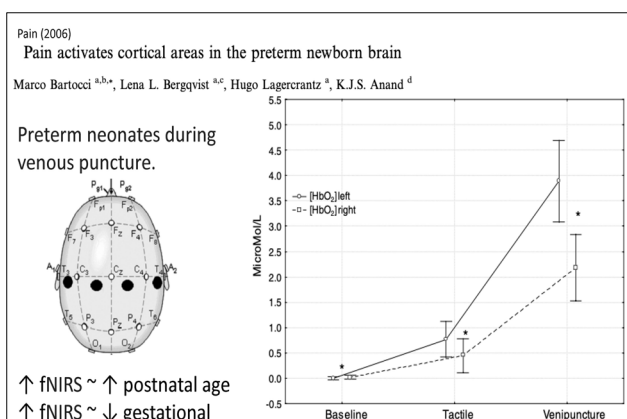 Pain (2006)
Pain activates cortical areas in the preterm newborn brain
Marco Bartocci a,b,*, Lena L. Bergqvist a,c, Hugo Lagercrantz a, K.J.S. Anand d
Preterm neonates during
venous puncture.
Pg1 Pg2
Fp1 Fp2
F7 F3 Fz F4 F8
A1 T3 C3 Cz C4 T4 A2
T5 P3 Pz P4 T6
O1 O2
↑ fNIRS ~ ↑ postnatal age
↑ fNIRS ~ ↓ gestational
MicroMol/L
5.5
5.0
4.5
4.0
3.5
3.0
2.5
2.0
1.5
1.0
0.5
0.0
-0.5
[HbO2]left
[HbO2]right
*
*
*
Baseline Tactile Venipuncture